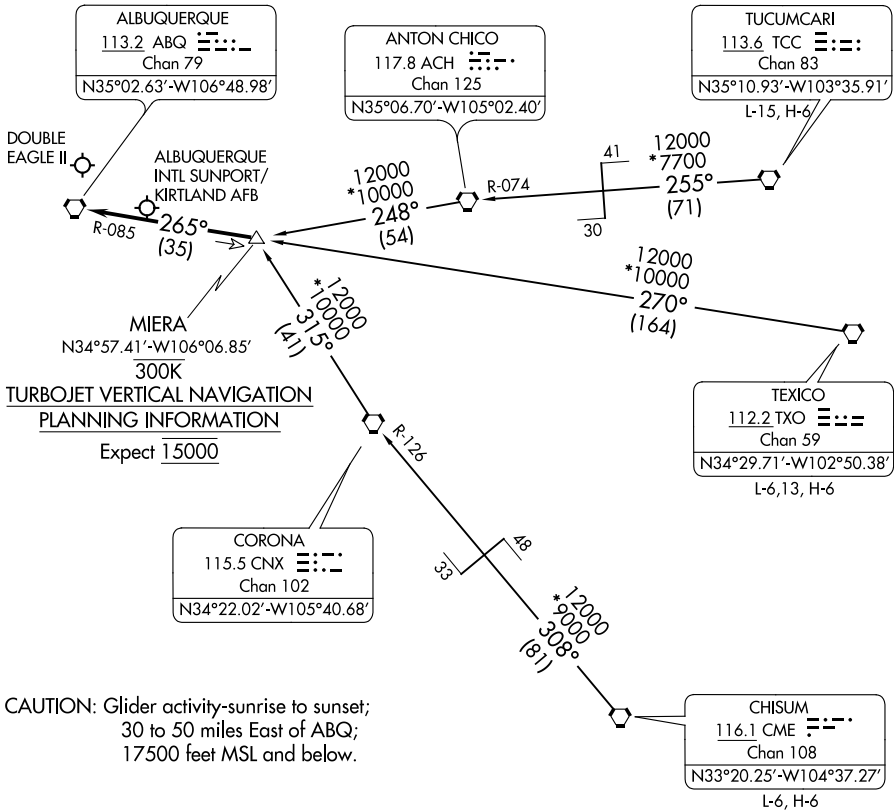 ALBUQUERQUE
113.2 ABQ
Chan 79
N35°02.63'-W106°48.98'
ANTON CHICO
117.8 ACH
Chan 125
N35°06.70'-W105°02.40'
TUCUMCARI
113.6 TCC
Chan 83
N35°10.93'-W103°35.91'
L-15, H-6
DOUBLE
EAGLE II
ALBUQUERQUE
INTL SUNPORT/
KIRTLAND AFB
R-085
265°
(35)
12000
*10000
248°
(54)
R-074
41
30
12000
*7700
255°
(71)
12000
*10000
270°
(164)
12000
*10000
315°
(41)
MIERA
N34°57.41'-W106°06.85'
300K
TURBOJET VERTICAL NAVIGATION
PLANNING INFORMATION
Expect 15000
TEXICO
112.2 TXO
Chan 59
N34°29.71'-W102°50.38'
L-6,13, H-6
R-126
CORONA
115.5 CNX
Chan 102
N34°22.02'-W105°40.68'
33
48
12000
*9000
308°
(81)
CAUTION: Glider activity-sunrise to sunset;
30 to 50 miles East of ABQ;
17500 feet MSL and below.
CHISUM
116.1 CME
Chan 108
N33°20.25'-W104°37.27'
L-6, H-6